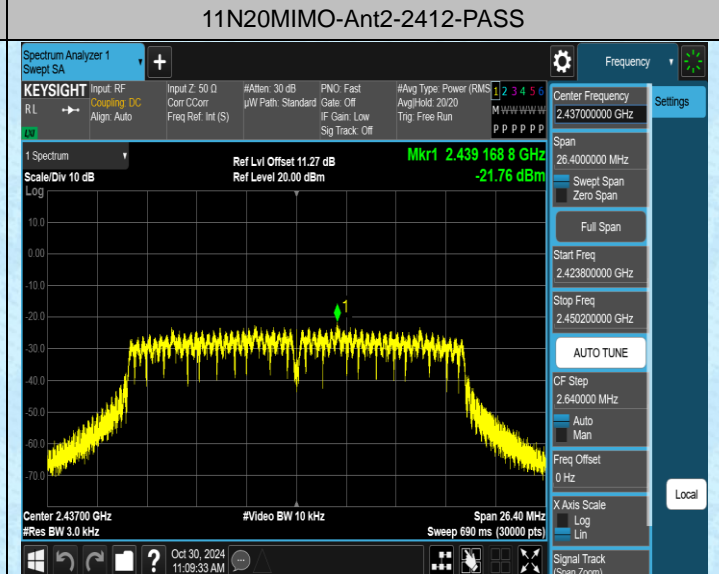 11N20MIMO-Ant2-2412-PASS
Spectrum Analyzer 1
Swept SA
+
Frequency
KEYSIGHT
RL
LXI
Input: RF
Coupling: DC
Align: Auto
Input Z: 50 Ω
Corr CCorr
Freq Ref: Int (S)
#Atten: 30 dB
µW Path: Standard
PNO: Fast
Gate: Off
IF Gain: Low
Sig Track: Off
#Avg Type: Power (RMS
Avg|Hold: 20/20
Trig: Free Run
1 2 3 4 5 6
M W W W W W
P P P P P P
1 Spectrum
Scale/Div 10 dB
Log
Ref Lvl Offset 11.27 dB
Ref Level 20.00 dBm
Mkr1 2.439 168 8 GHz
-21.76 dBm
10.0
0.00
-10.0
-20.0
-30.0
-40.0
-50.0
-60.0
-70.0
1
Center 2.43700 GHz
#Res BW 3.0 kHz
#Video BW 10 kHz
Span 26.40 MHz
Sweep 690 ms (30000 pts)
Oct 30, 2024
11:09:33 AM
?
Center Frequency
2.437000000 GHz
Settings
Span
26.4000000 MHz
Swept Span
Zero Span
Full Span
Start Freq
2.423800000 GHz
Stop Freq
2.450200000 GHz
AUTO TUNE
CF Step
2.640000 MHz
Auto
Man
Freq Offset
0 Hz
Local
X Axis Scale
Log
Lin
Signal Track
(Span Zoom)